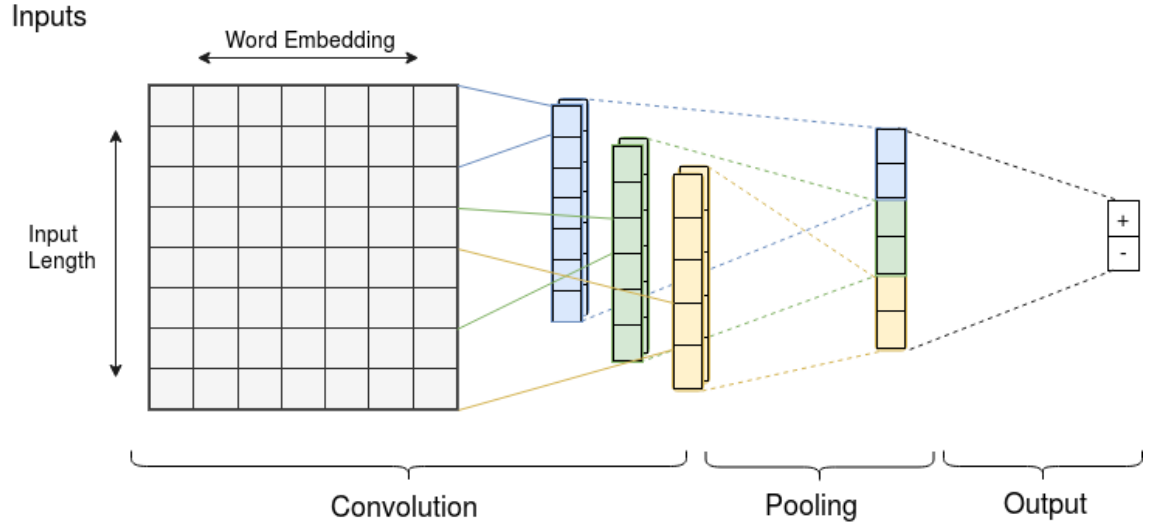 Inputs
Word Embedding
Input
Length
+
-
Convolution
Pooling
Output